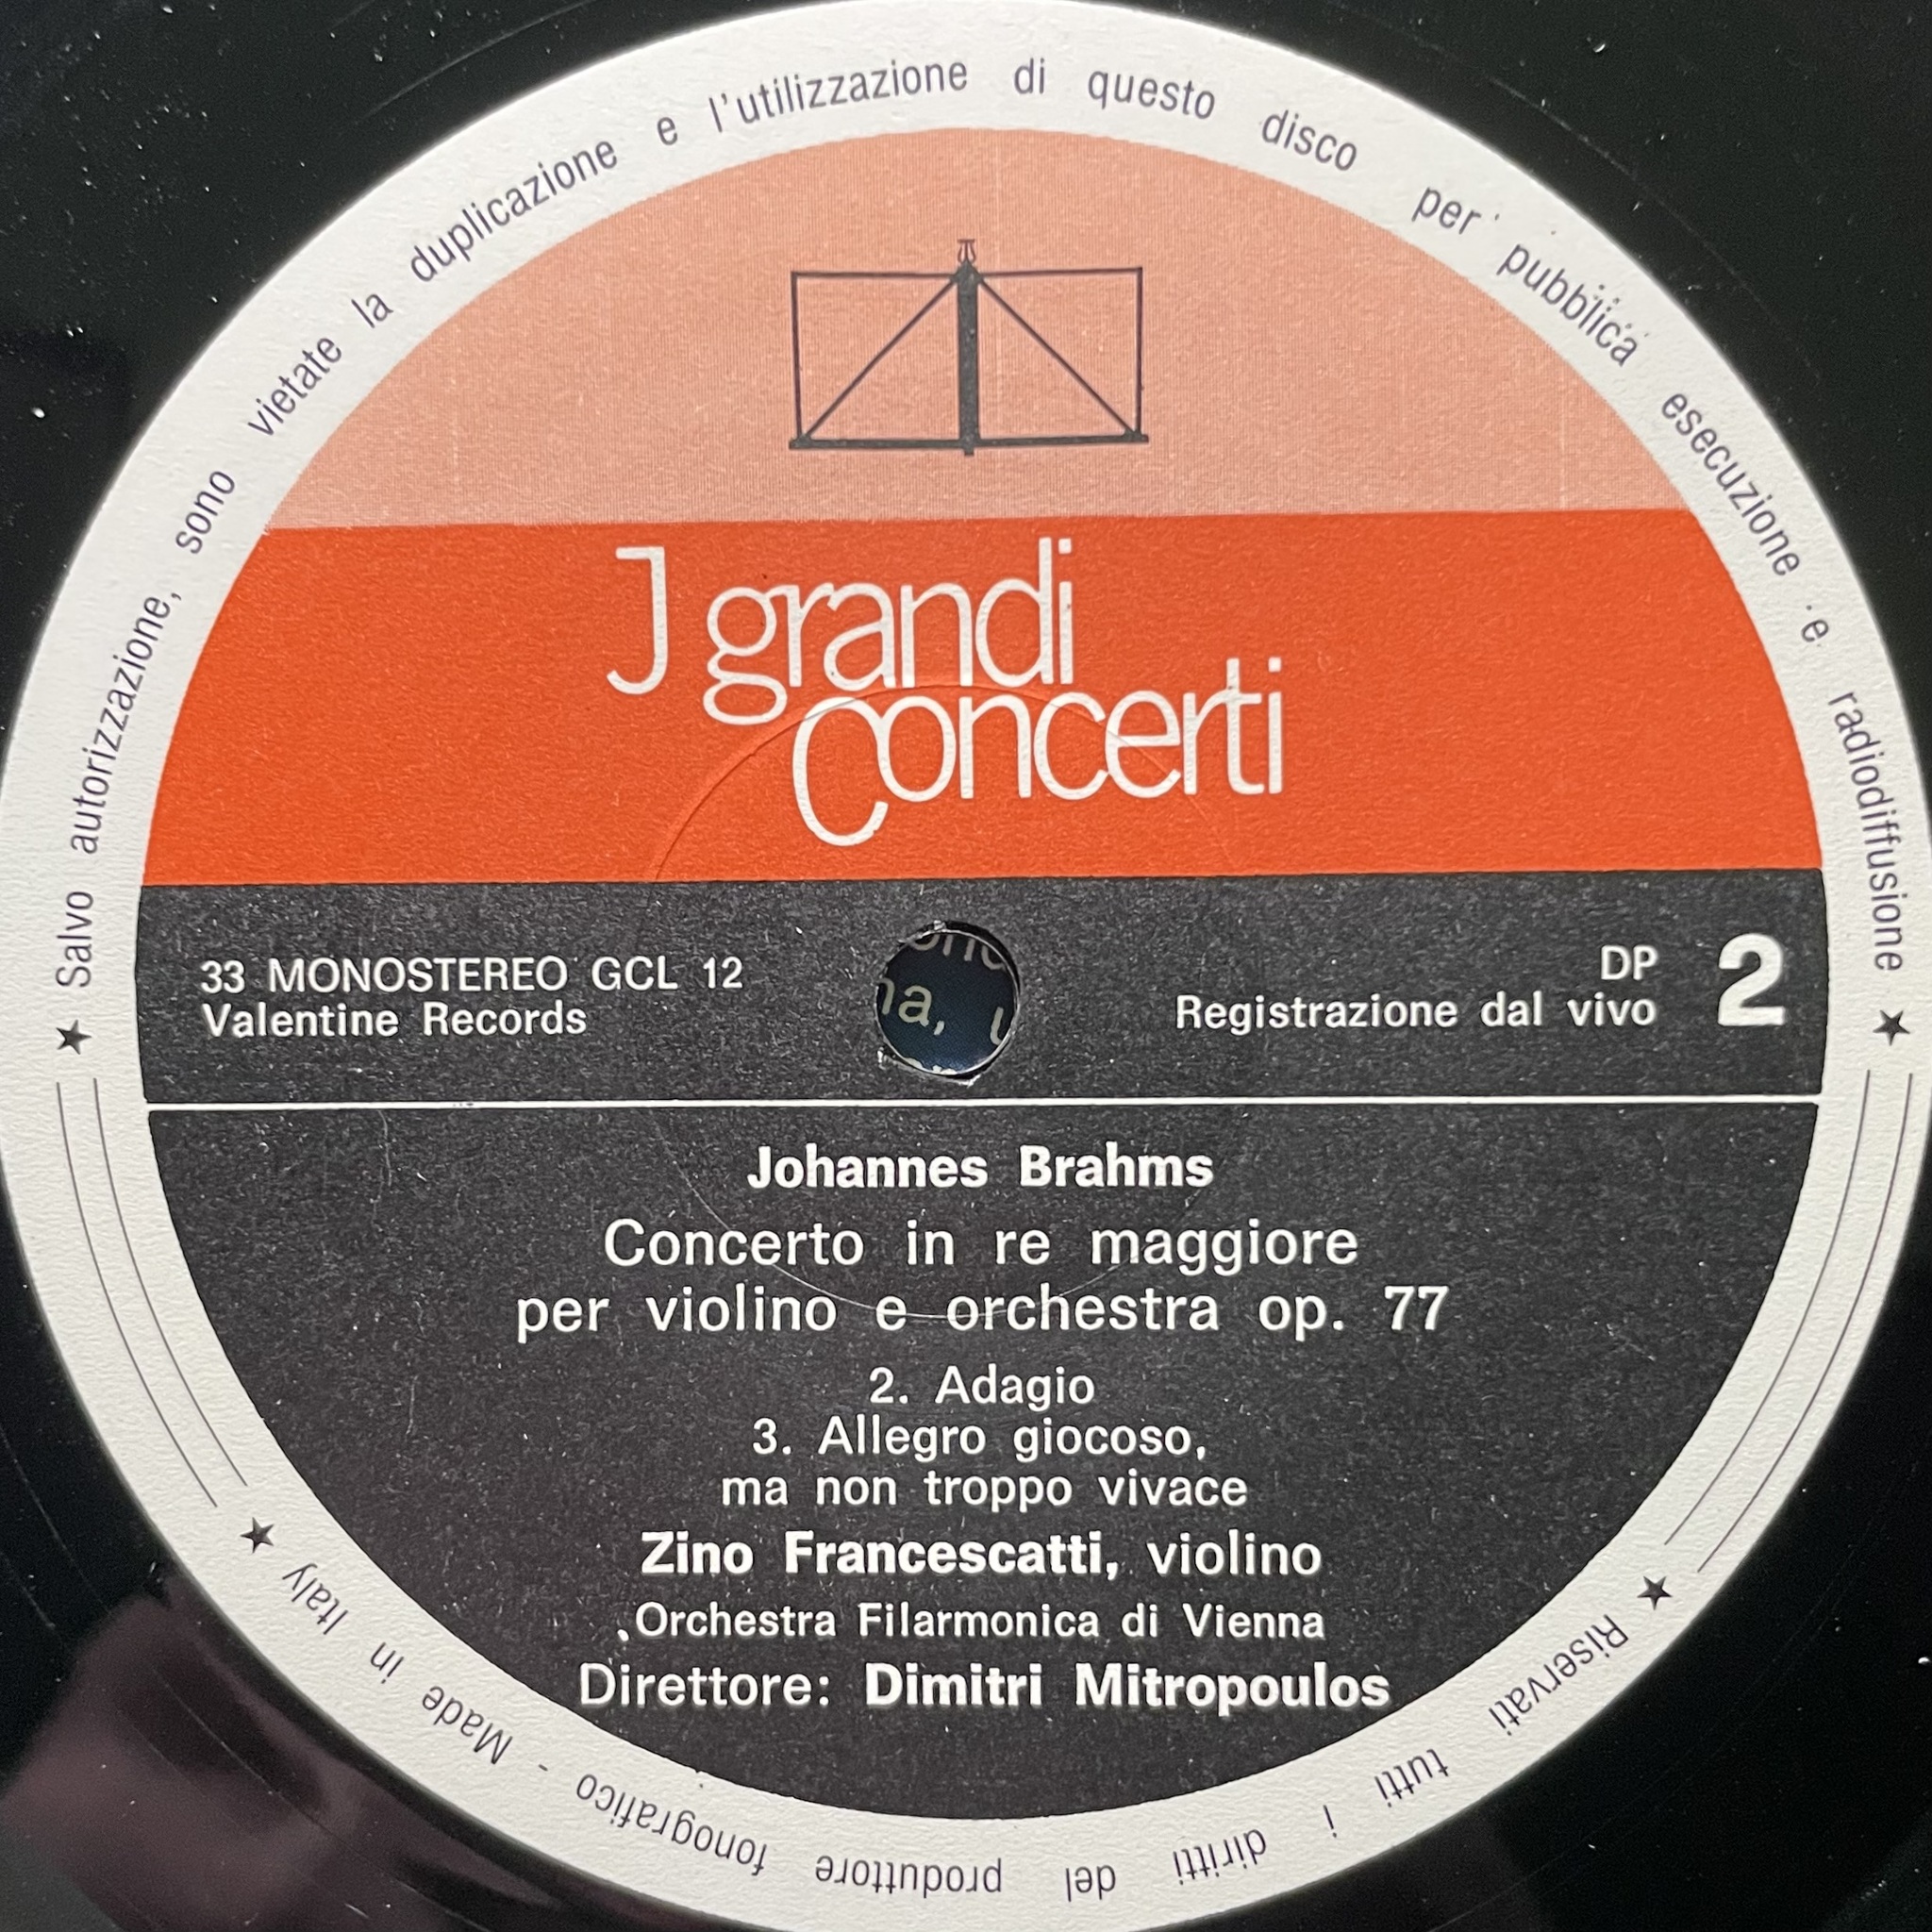 ★ Salvo autorizzazione, sono vietate la duplicazione e l'utilizzazione di questo disco per pubblica esecuzione e radiodiffusione ★
J grandi
concerti
33 MONOSTEREO GCL 12
Valentine Records
DP
Registrazione dal vivo
2
Johannes Brahms
Concerto in re maggiore
per violino e orchestra op. 77
2. Adagio
3. Allegro giocoso,
ma non troppo vivace
Zino Francescatti, violino
Orchestra Filarmonica di Vienna
Direttore: Dimitri Mitropoulos
★ Riservati tutti i diritti del produttore fonografico - Made in Italy ★